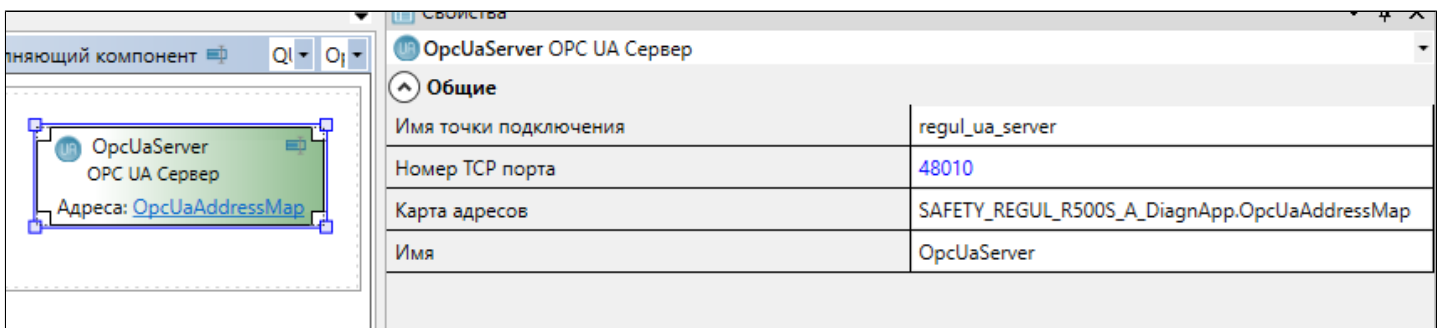 Свойства
няющий компонент
OpcUaServer OPC UA Сервер
Общие
OpcUaServer
OPC UA Сервер
Адреса: OpcUaAddressMap
Имя точки подключения regul_ua_server
Номер TCP порта 48010
Карта адресов SAFETY_REGUL_R500S_A_DiagnApp.OpcUaAddressMap
Имя OpcUaServer